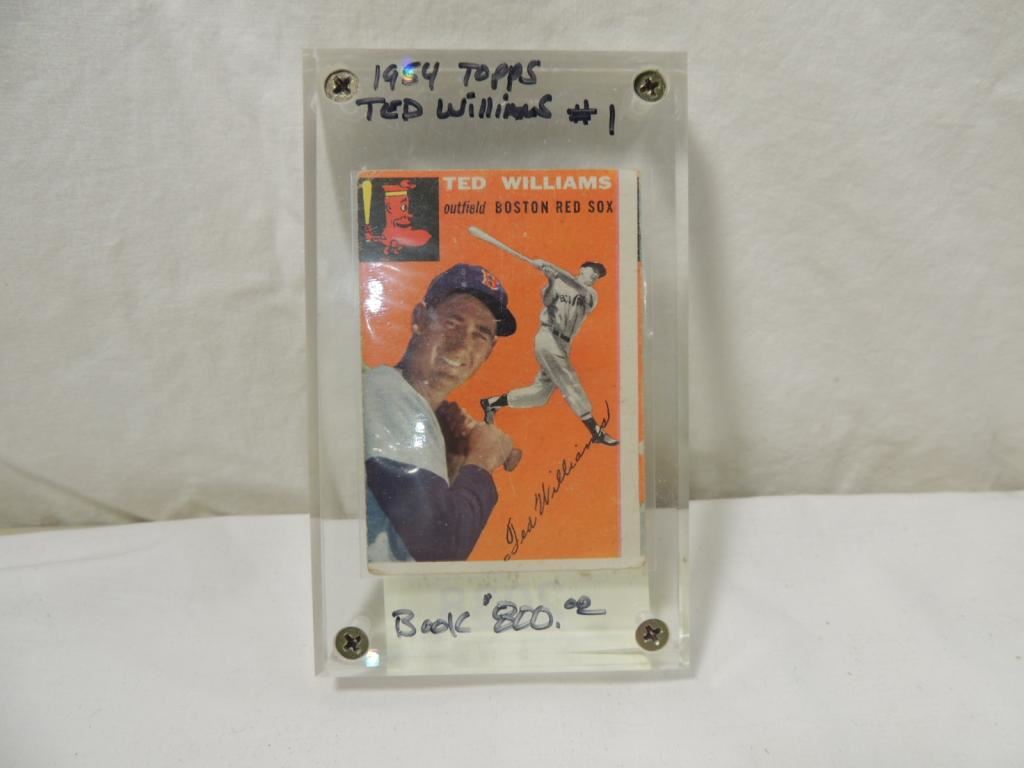 1954 TOPPS
TED Williams #1
TED WILLIAMS
outfield BOSTON RED SOX
B
Ted Williams
Book $800.00